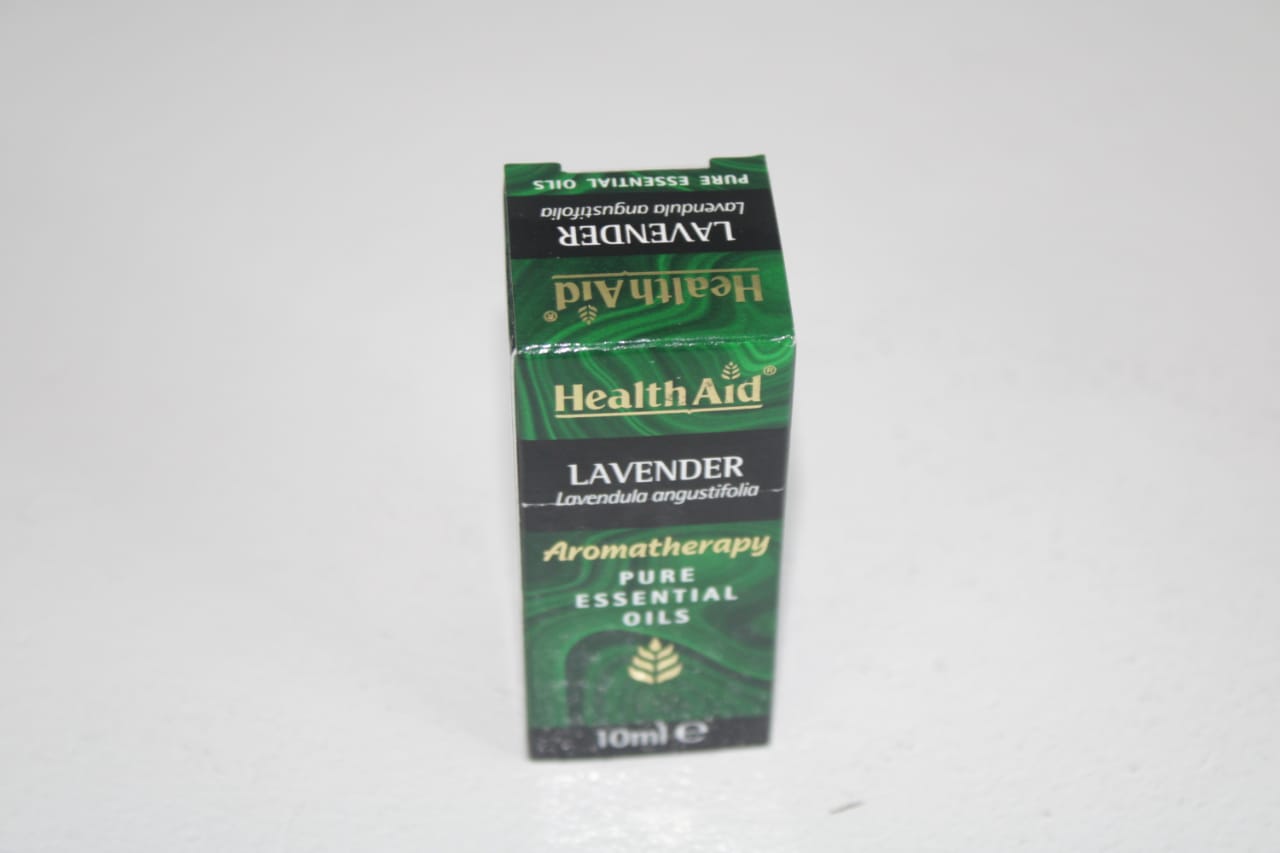 PURE ESSENTIAL OILS
Lavendula angustifolia
LAVENDER
HealthAid®
HealthAid®
LAVENDER
Lavendula angustifolia
Aromatherapy
PURE
ESSENTIAL
OILS
10ml e